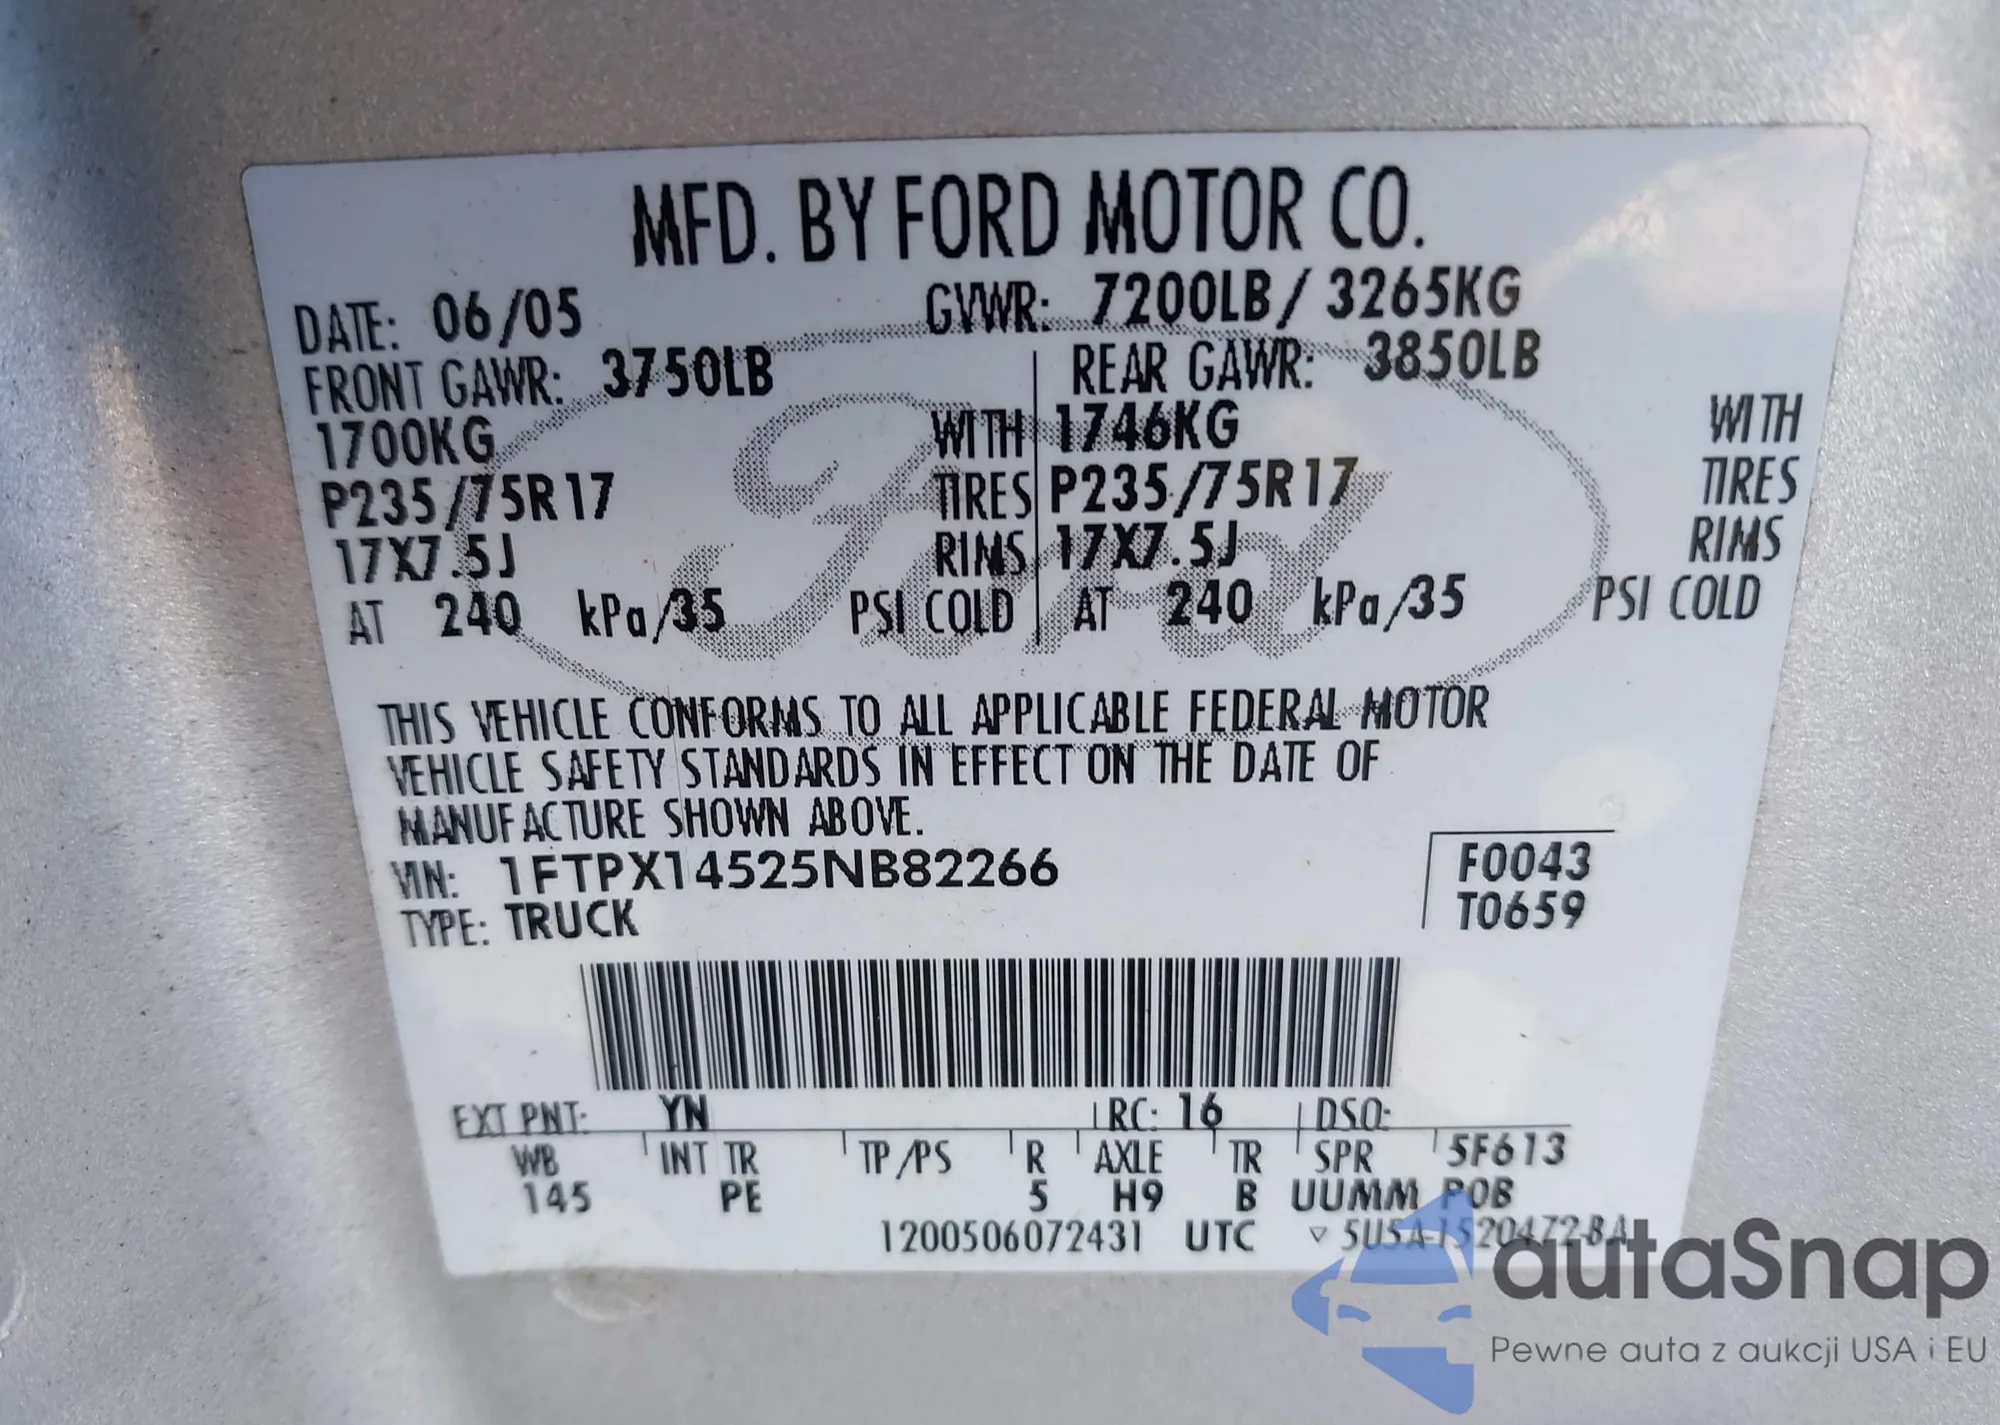 MFD. BY FORD MOTOR CO.
DATE: 06/05 GVWR: 7200LB / 3265KG
FRONT GAWR: 3750LB REAR GAWR: 3850LB
1700KG WITH 1746KG WITH
P235/75R17 TIRES P235/75R17 TIRES
17X7.5J RIMS 17X7.5J RIMS
AT 240 kPa/35 PSI COLD AT 240 kPa/35 PSI COLD
Ford
THIS VEHICLE CONFORMS TO ALL APPLICABLE FEDERAL MOTOR
VEHICLE SAFETY STANDARDS IN EFFECT ON THE DATE OF
MANUFACTURE SHOWN ABOVE.
VIN: 1FTPX14525NB82266 F0043
TYPE: TRUCK T0659
EXT PNT: YN RC: 16 DSO:
WB INT TR TP/PS R AXLE TR SPR 5F613
145 PE 5 H9 B UUMM POB
1200506072431 UTC ▽ 5U5A-1520472-BA
autaSnap
Pewne auta z aukcji USA i EU